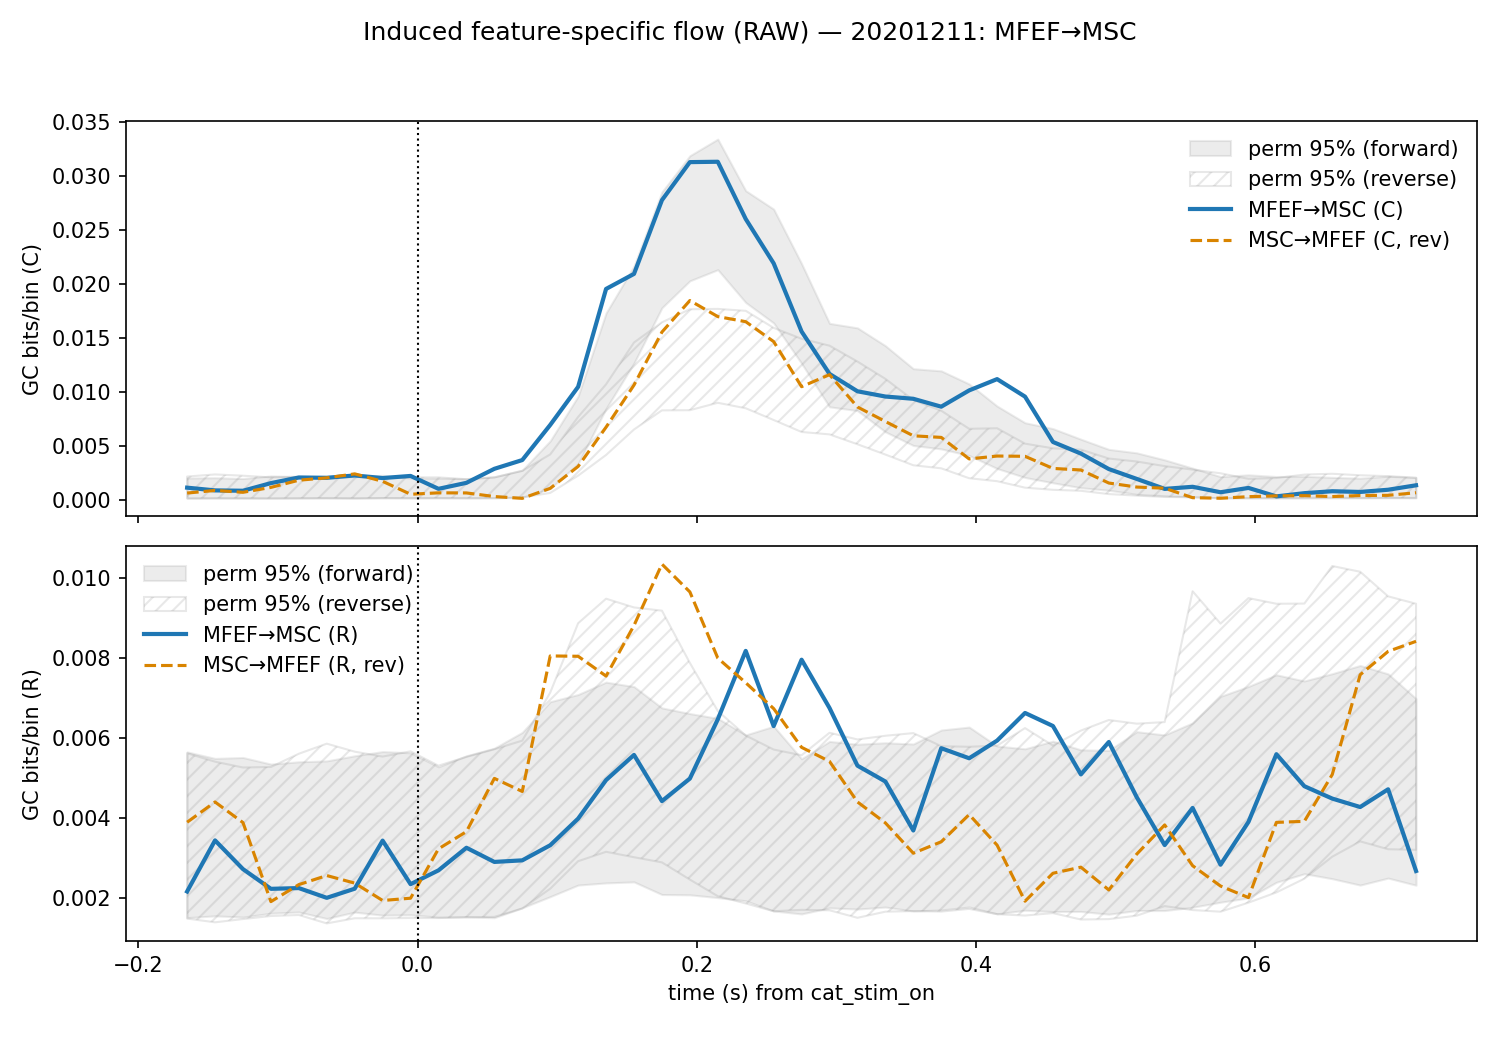 Induced feature-specific flow (RAW) — 20201211: MFEF→MSC
GC bits/bin (C)
0.035
0.030
0.025
0.020
0.015
0.010
0.005
0.000
perm 95% (forward)
perm 95% (reverse)
MFEF→MSC (C)
MSC→MFEF (C, rev)
GC bits/bin (R)
0.010
0.008
0.006
0.004
0.002
perm 95% (forward)
perm 95% (reverse)
MFEF→MSC (R)
MSC→MFEF (R, rev)
−0.2
0.0
0.2
0.4
0.6
time (s) from cat_stim_on